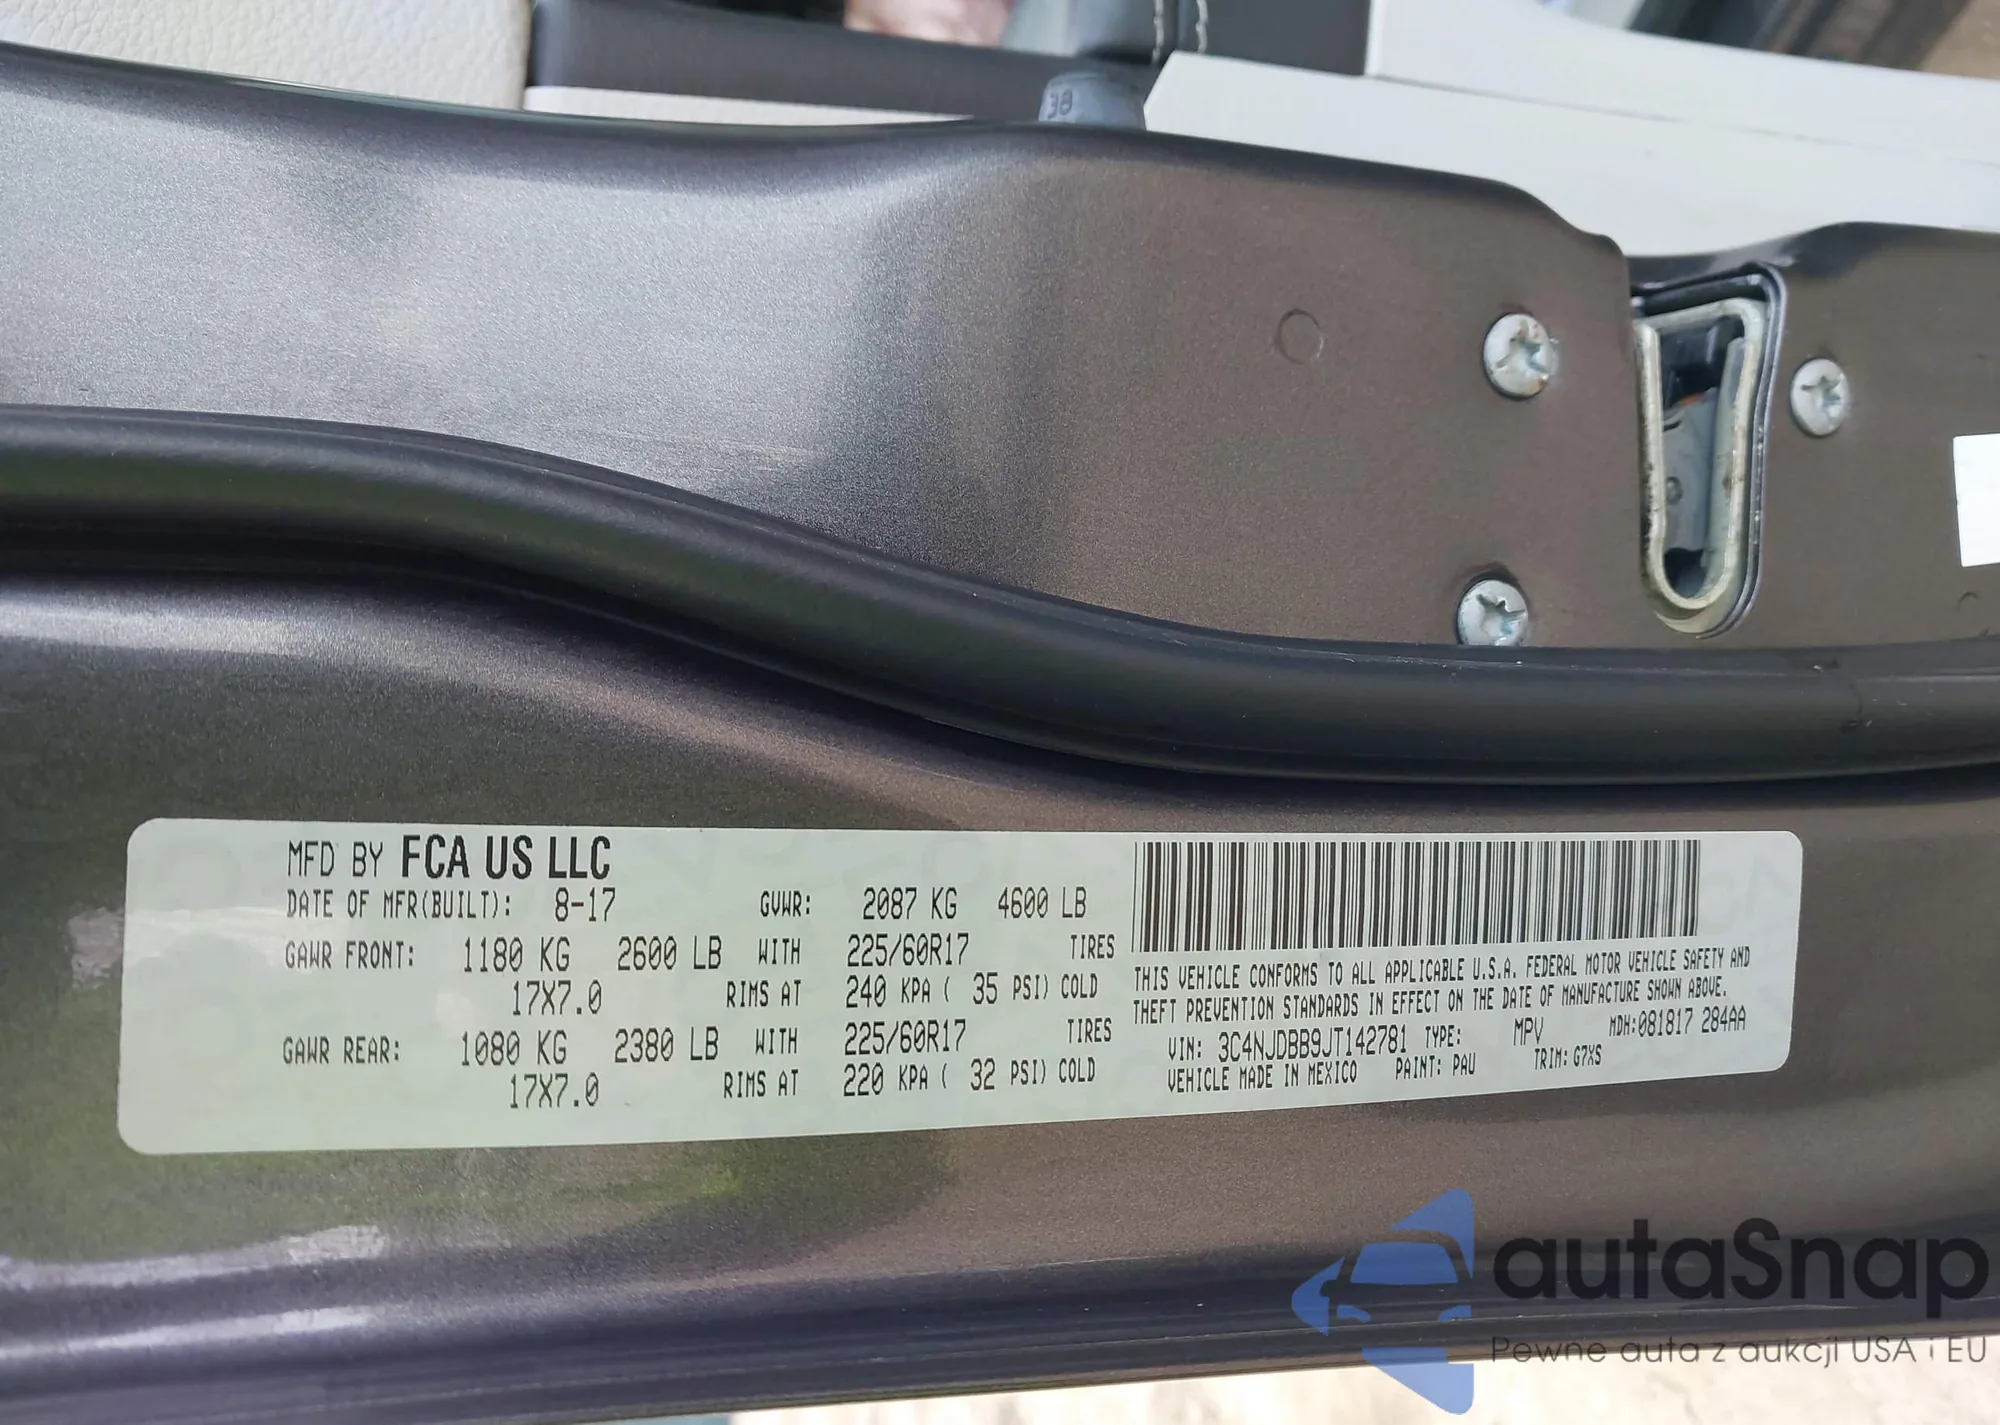 38
MFD BY FCA US LLC
DATE OF MFR(BUILT): 8-17 GVWR: 2087 KG 4600 LB
GAWR FRONT: 1180 KG 2600 LB WITH 225/60R17 TIRES
17X7.0 RIMS AT 240 KPA ( 35 PSI) COLD
GAWR REAR: 1080 KG 2380 LB WITH 225/60R17 TIRES
17X7.0 RIMS AT 220 KPA ( 32 PSI) COLD
THIS VEHICLE CONFORMS TO ALL APPLICABLE U.S.A. FEDERAL MOTOR VEHICLE SAFETY AND
THEFT PREVENTION STANDARDS IN EFFECT ON THE DATE OF MANUFACTURE SHOWN ABOVE.
VIN: 3C4NJDBB9JT142781 TYPE: MPV MDH:081817 284AA
VEHICLE MADE IN MEXICO PAINT: PAU TRIM: G7XS
autaSnap
Pewne auta z aukcji USA i EU